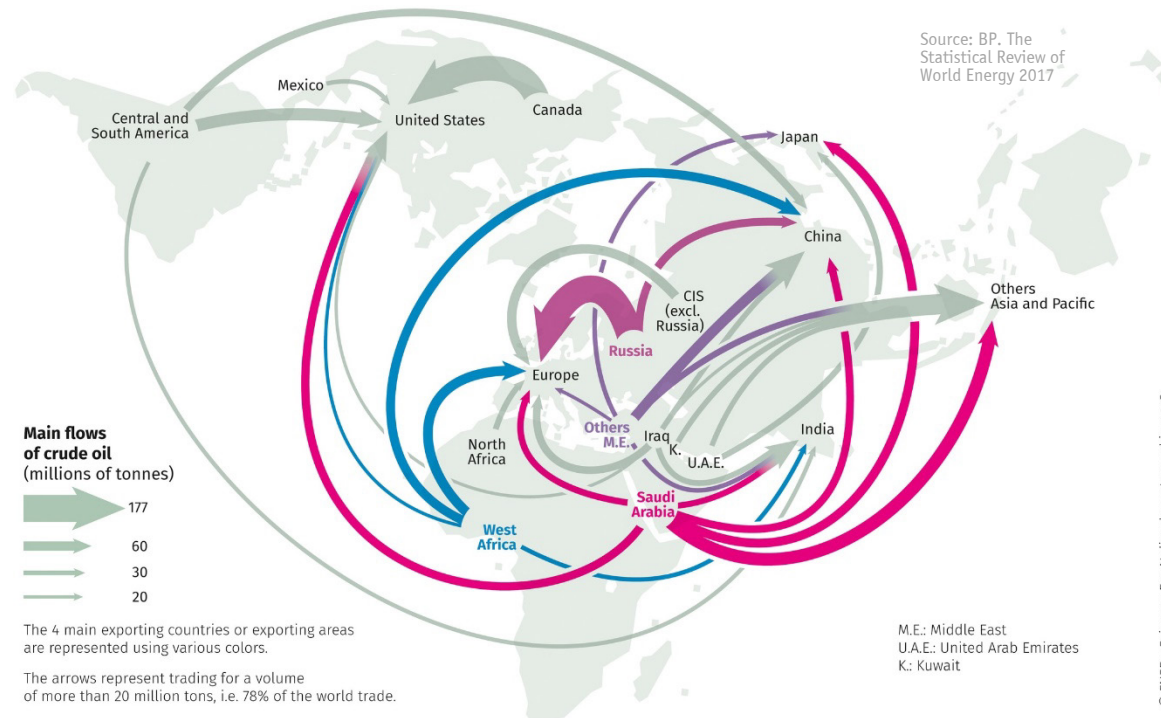 Source: BP. The
Statistical Review of
World Energy 2017
Mexico
Central and
South America
United States
Canada
Japan
China
CIS
(excl.
Russia)
Others
Asia and Pacific
Russia
Europe
Others
M.E.
Iraq
K.
U.A.E.
India
North
Africa
Saudi
Arabia
West
Africa
Main flows
of crude oil
(millions of tonnes)
177
60
30
20
The 4 main exporting countries or exporting areas
are represented using various colors.
The arrows represent trading for a volume
of more than 20 million tons, i.e. 78% of the world trade.
M.E.: Middle East
U.A.E.: United Arab Emirates
K.: Kuwait